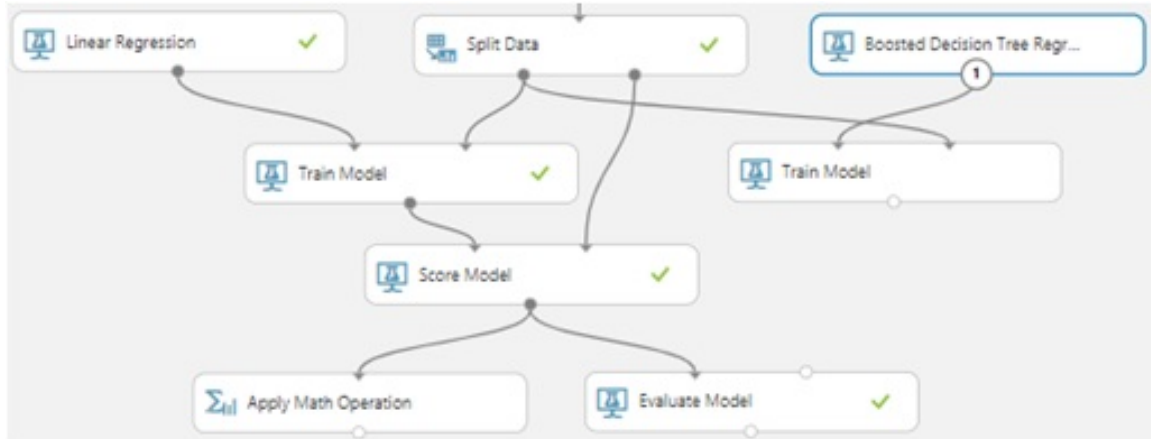 Linear Regression
Split Data
Boosted Decision Tree Regr...
1
Train Model
Train Model
Score Model
Apply Math Operation
Evaluate Model